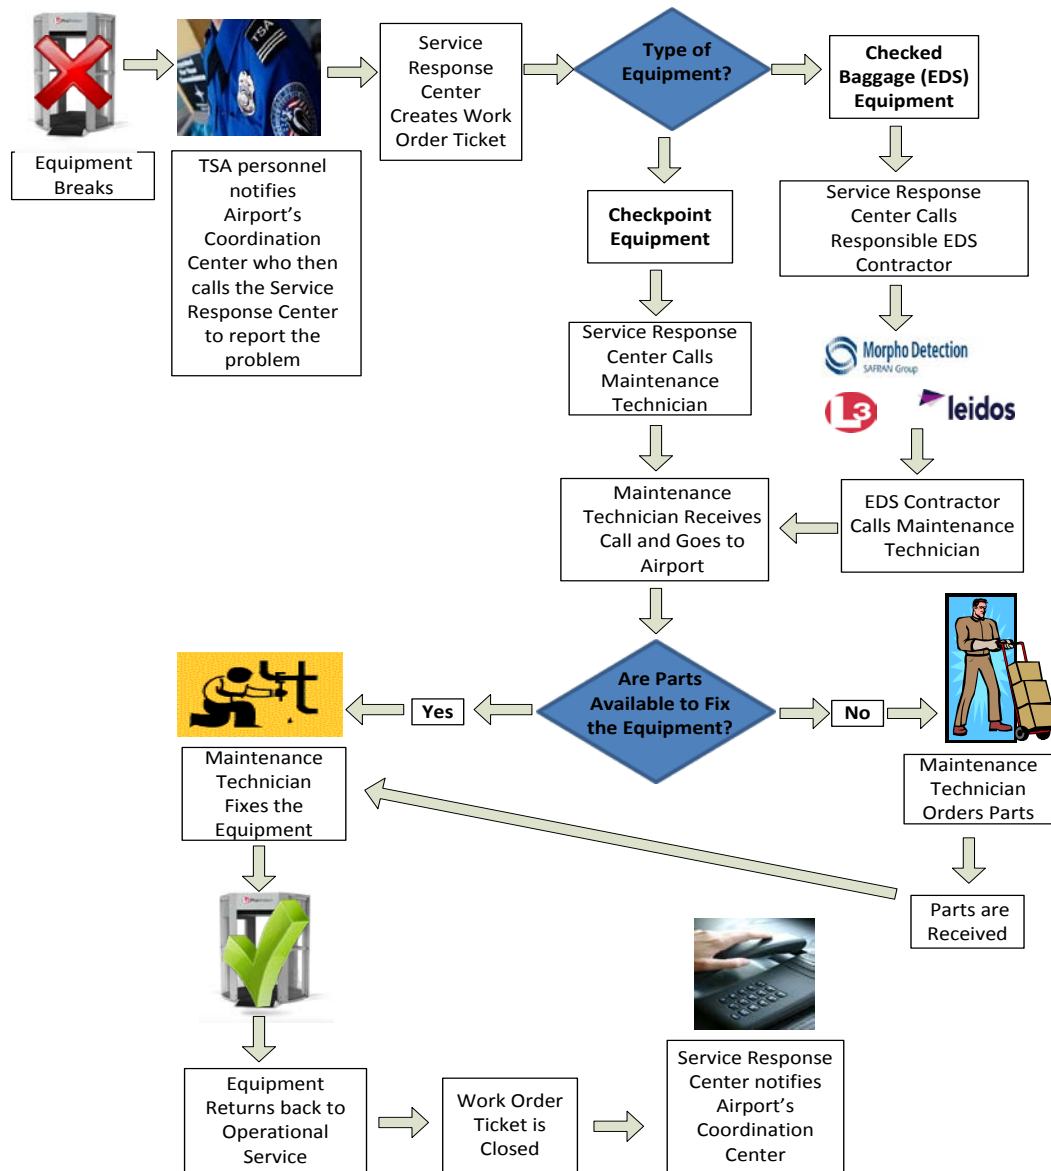 Equipment
Breaks
TSA
TSA personnel
notifies
Airport's
Coordination
Center who then
calls the Service
Response Center
to report the
problem
Service
Response
Center
Creates Work
Order Ticket
Type of
Equipment?
Checked
Baggage (EDS)
Equipment
Checkpoint
Equipment
Service Response
Center Calls
Responsible EDS
Contractor
Service Response
Center Calls
Maintenance
Technician
Morpho Detection
SAFRAN Group
L3
leidos
Maintenance
Technician Receives
Call and Goes to
Airport
EDS Contractor
Calls Maintenance
Technician
Are Parts
Available to Fix
the Equipment?
Yes
No
Maintenance
Technician
Fixes the
Equipment
Maintenance
Technician
Orders Parts
Parts are
Received
Equipment
Returns back to
Operational
Service
Work Order
Ticket is
Closed
Service Response
Center notifies
Airport's
Coordination
Center